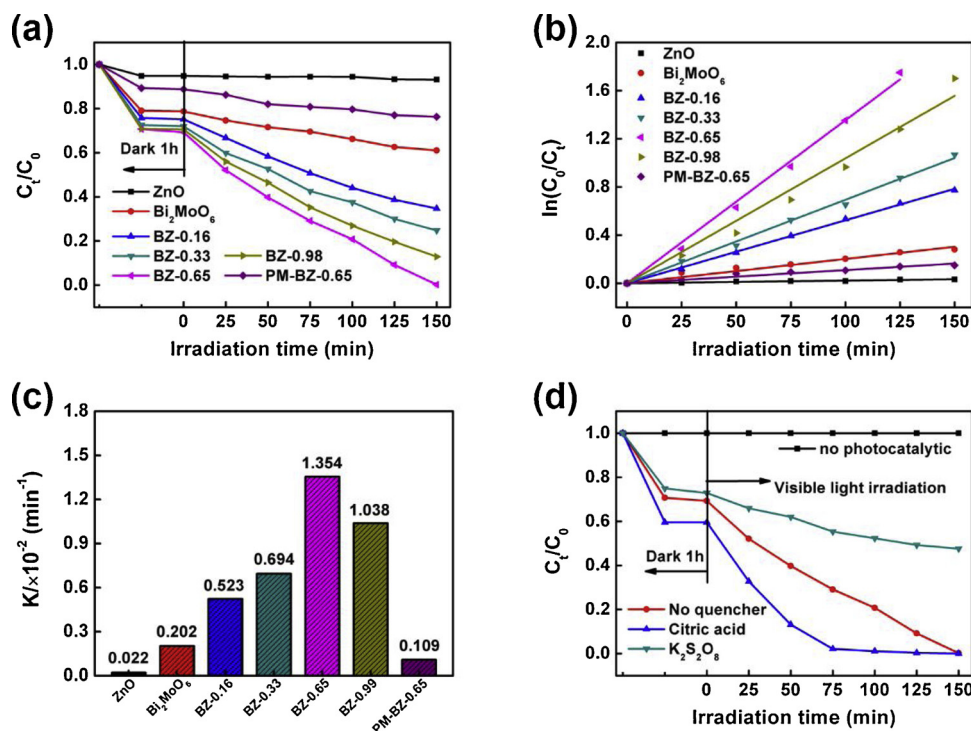 (a)
C_t/C_0
1.0
0.8
0.6
0.4
0.2
0.0
Dark 1h
ZnO
Bi₂MoO₆
BZ-0.16
BZ-0.33
BZ-0.65
BZ-0.98
PM-BZ-0.65
0 25 50 75 100 125 150
Irradiation time (min)
(b)
ln(C₀/C_t)
2.0
1.6
1.2
0.8
0.4
0.0
ZnO
Bi₂MoO₆
BZ-0.16
BZ-0.33
BZ-0.65
BZ-0.98
PM-BZ-0.65
0 25 50 75 100 125 150
Irradiation time (min)
(c)
K/×10⁻² (min⁻¹)
1.8
1.5
1.2
0.9
0.6
0.3
0.0
0.022
0.202
0.523
0.694
1.354
1.038
0.109
ZnO
Bi₂MoO₆
BZ-0.16
BZ-0.33
BZ-0.65
BZ-0.99
PM-BZ-0.65
(d)
C_t/C_0
1.0
0.8
0.6
0.4
0.2
0.0
no photocatalytic
Visible light irradiation
Dark 1h
No quencher
Citric acid
K₂S₂O₈
0 25 50 75 100 125 150
Irradiation time (min)